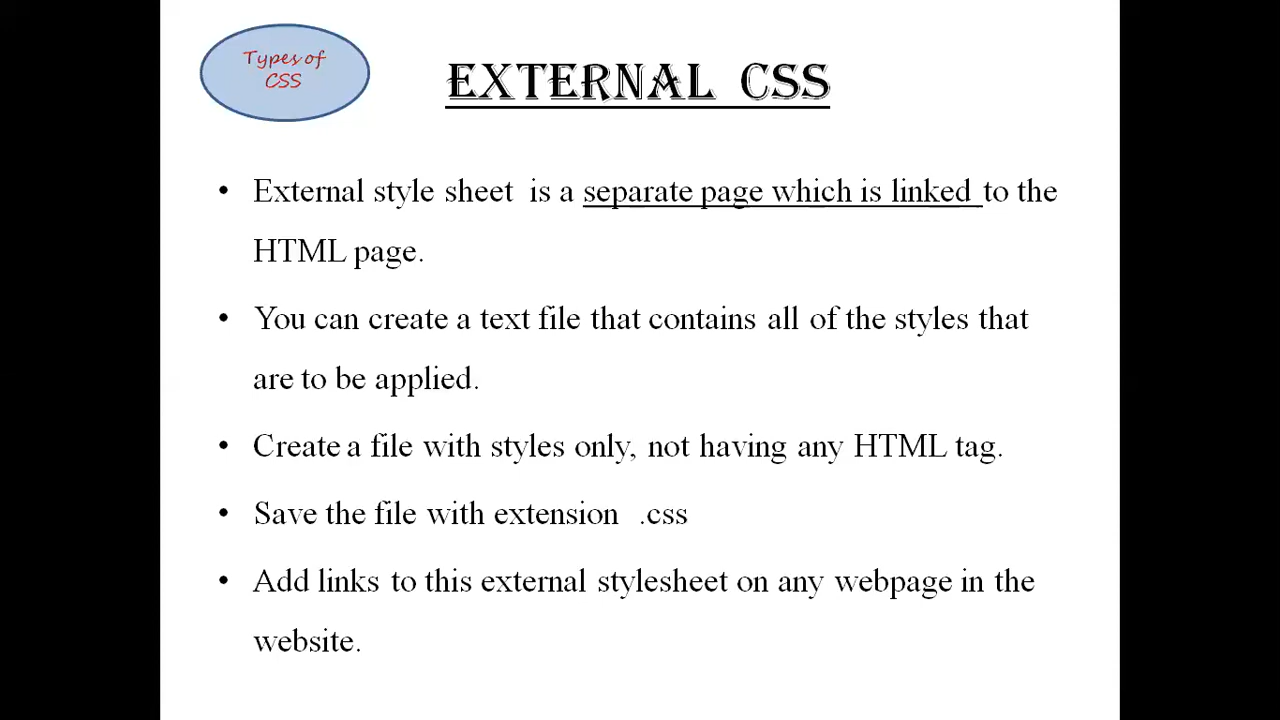 Types of
CSS
EXTERNAL CSS
• External style sheet is a separate page which is linked to the
HTML page.
• You can create a text file that contains all of the styles that
are to be applied.
• Create a file with styles only, not having any HTML tag.
• Save the file with extension .css
• Add links to this external stylesheet on any webpage in the
website.